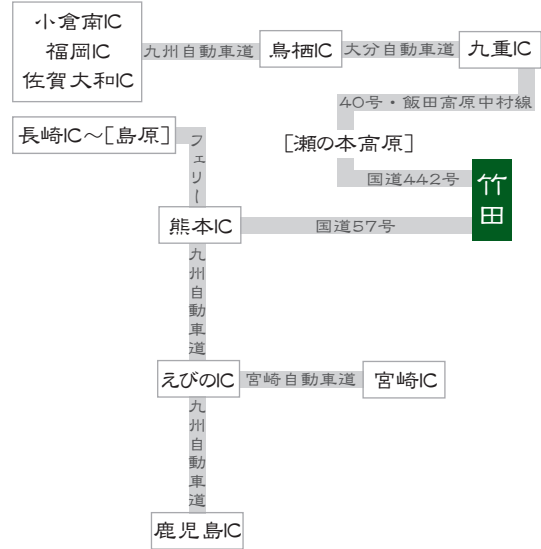 小倉南IC
福岡IC
佐賀大和IC
九州自動車道
鳥栖IC
大分自動車道
九重IC
40号・飯田高原中村線
長崎IC〜[島原]
フェリー
[瀬の本高原]
国道442号
竹田
熊本IC
国道57号
九州自動車道
えびのIC
宮崎自動車道
宮崎IC
九州自動車道
鹿児島IC